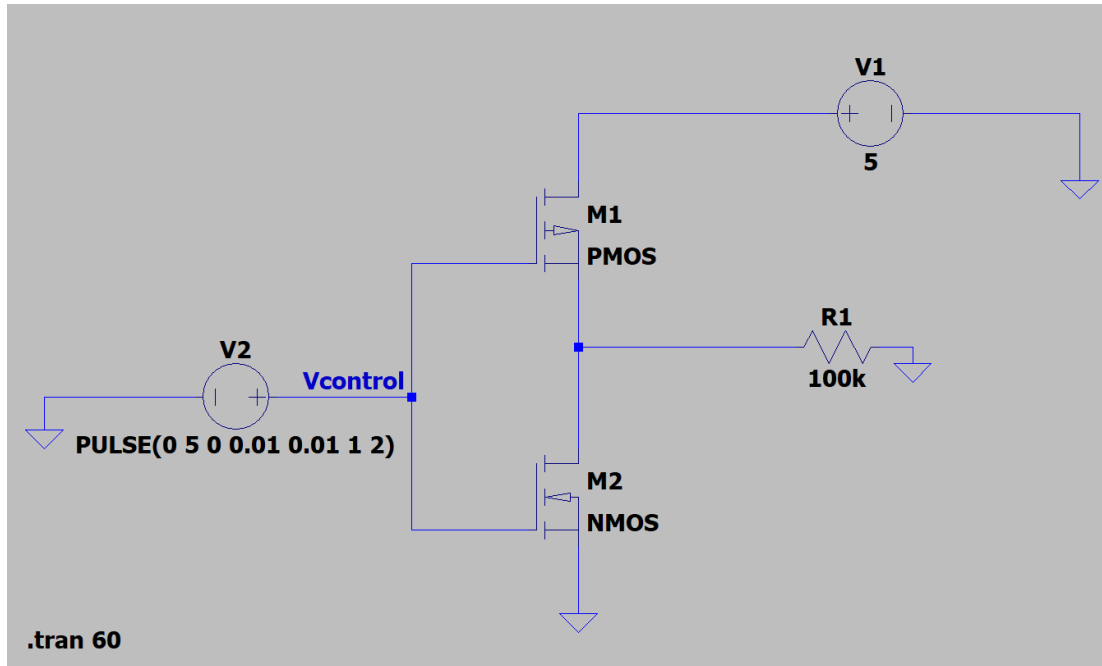 V1
5
M1
PMOS
R1
100k
V2
Vcontrol
PULSE(0 5 0 0.01 0.01 1 2)
M2
NMOS
.tran 60